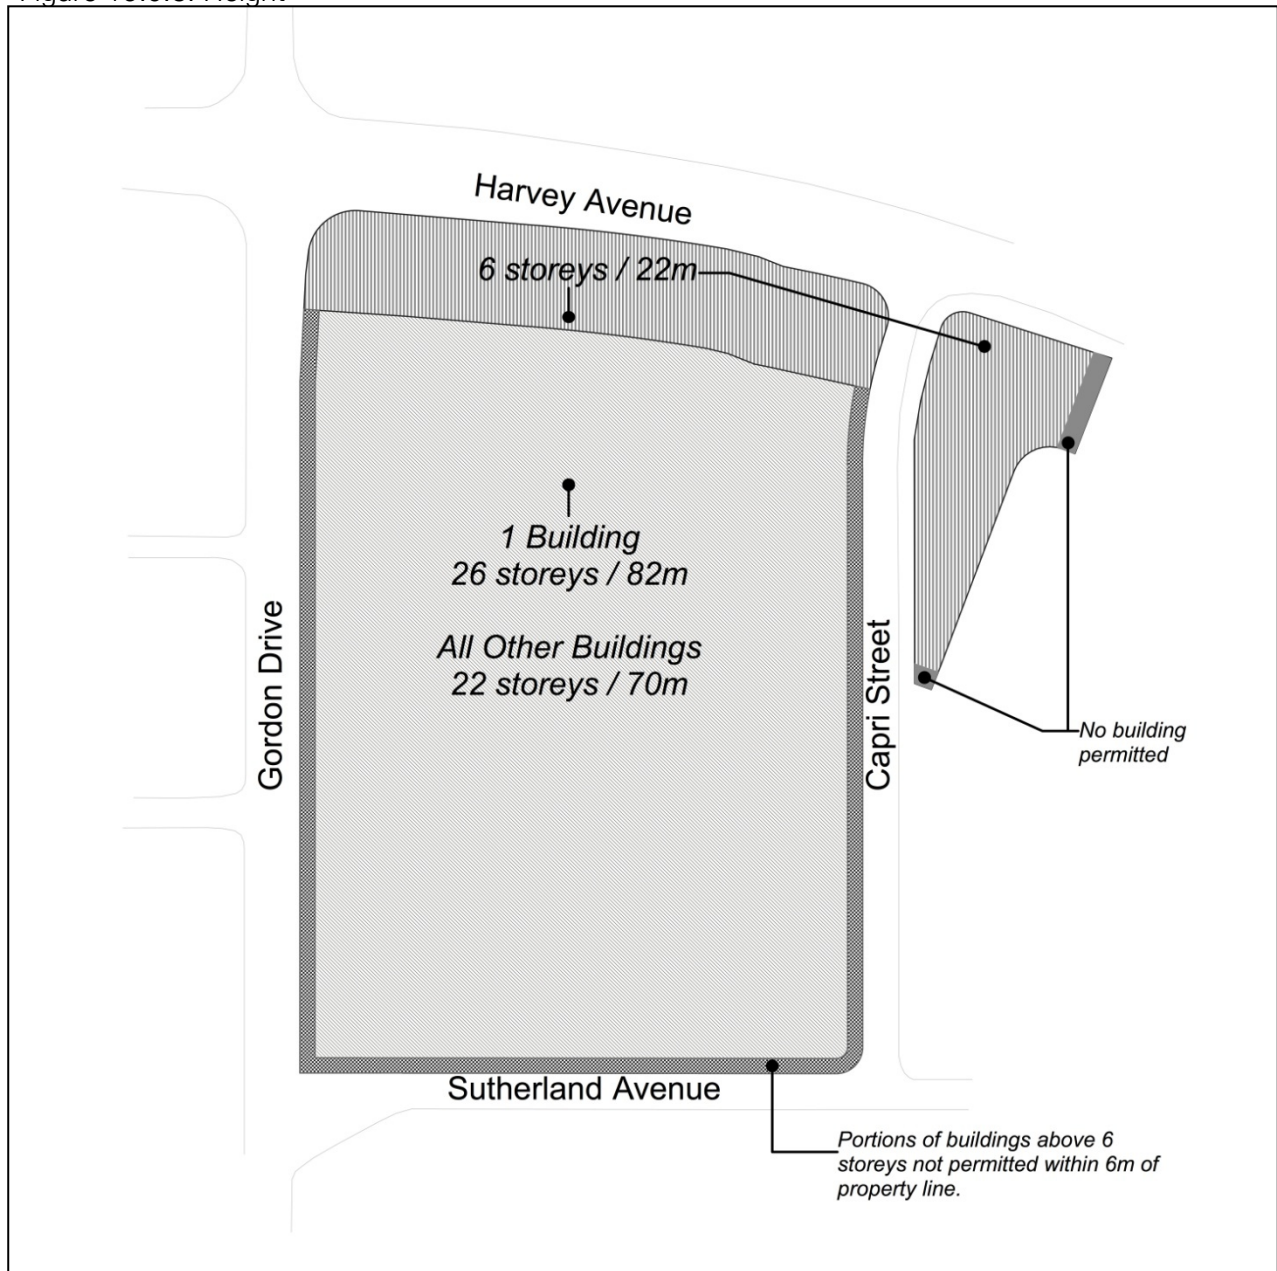 Harvey Avenue
6 storeys / 22m
1 Building
26 storeys / 82m
All Other Buildings
22 storeys / 70m
Gordon Drive
Capri Street
No building
permitted
Sutherland Avenue
Portions of buildings above 6
storeys not permitted within 6m of
property line.